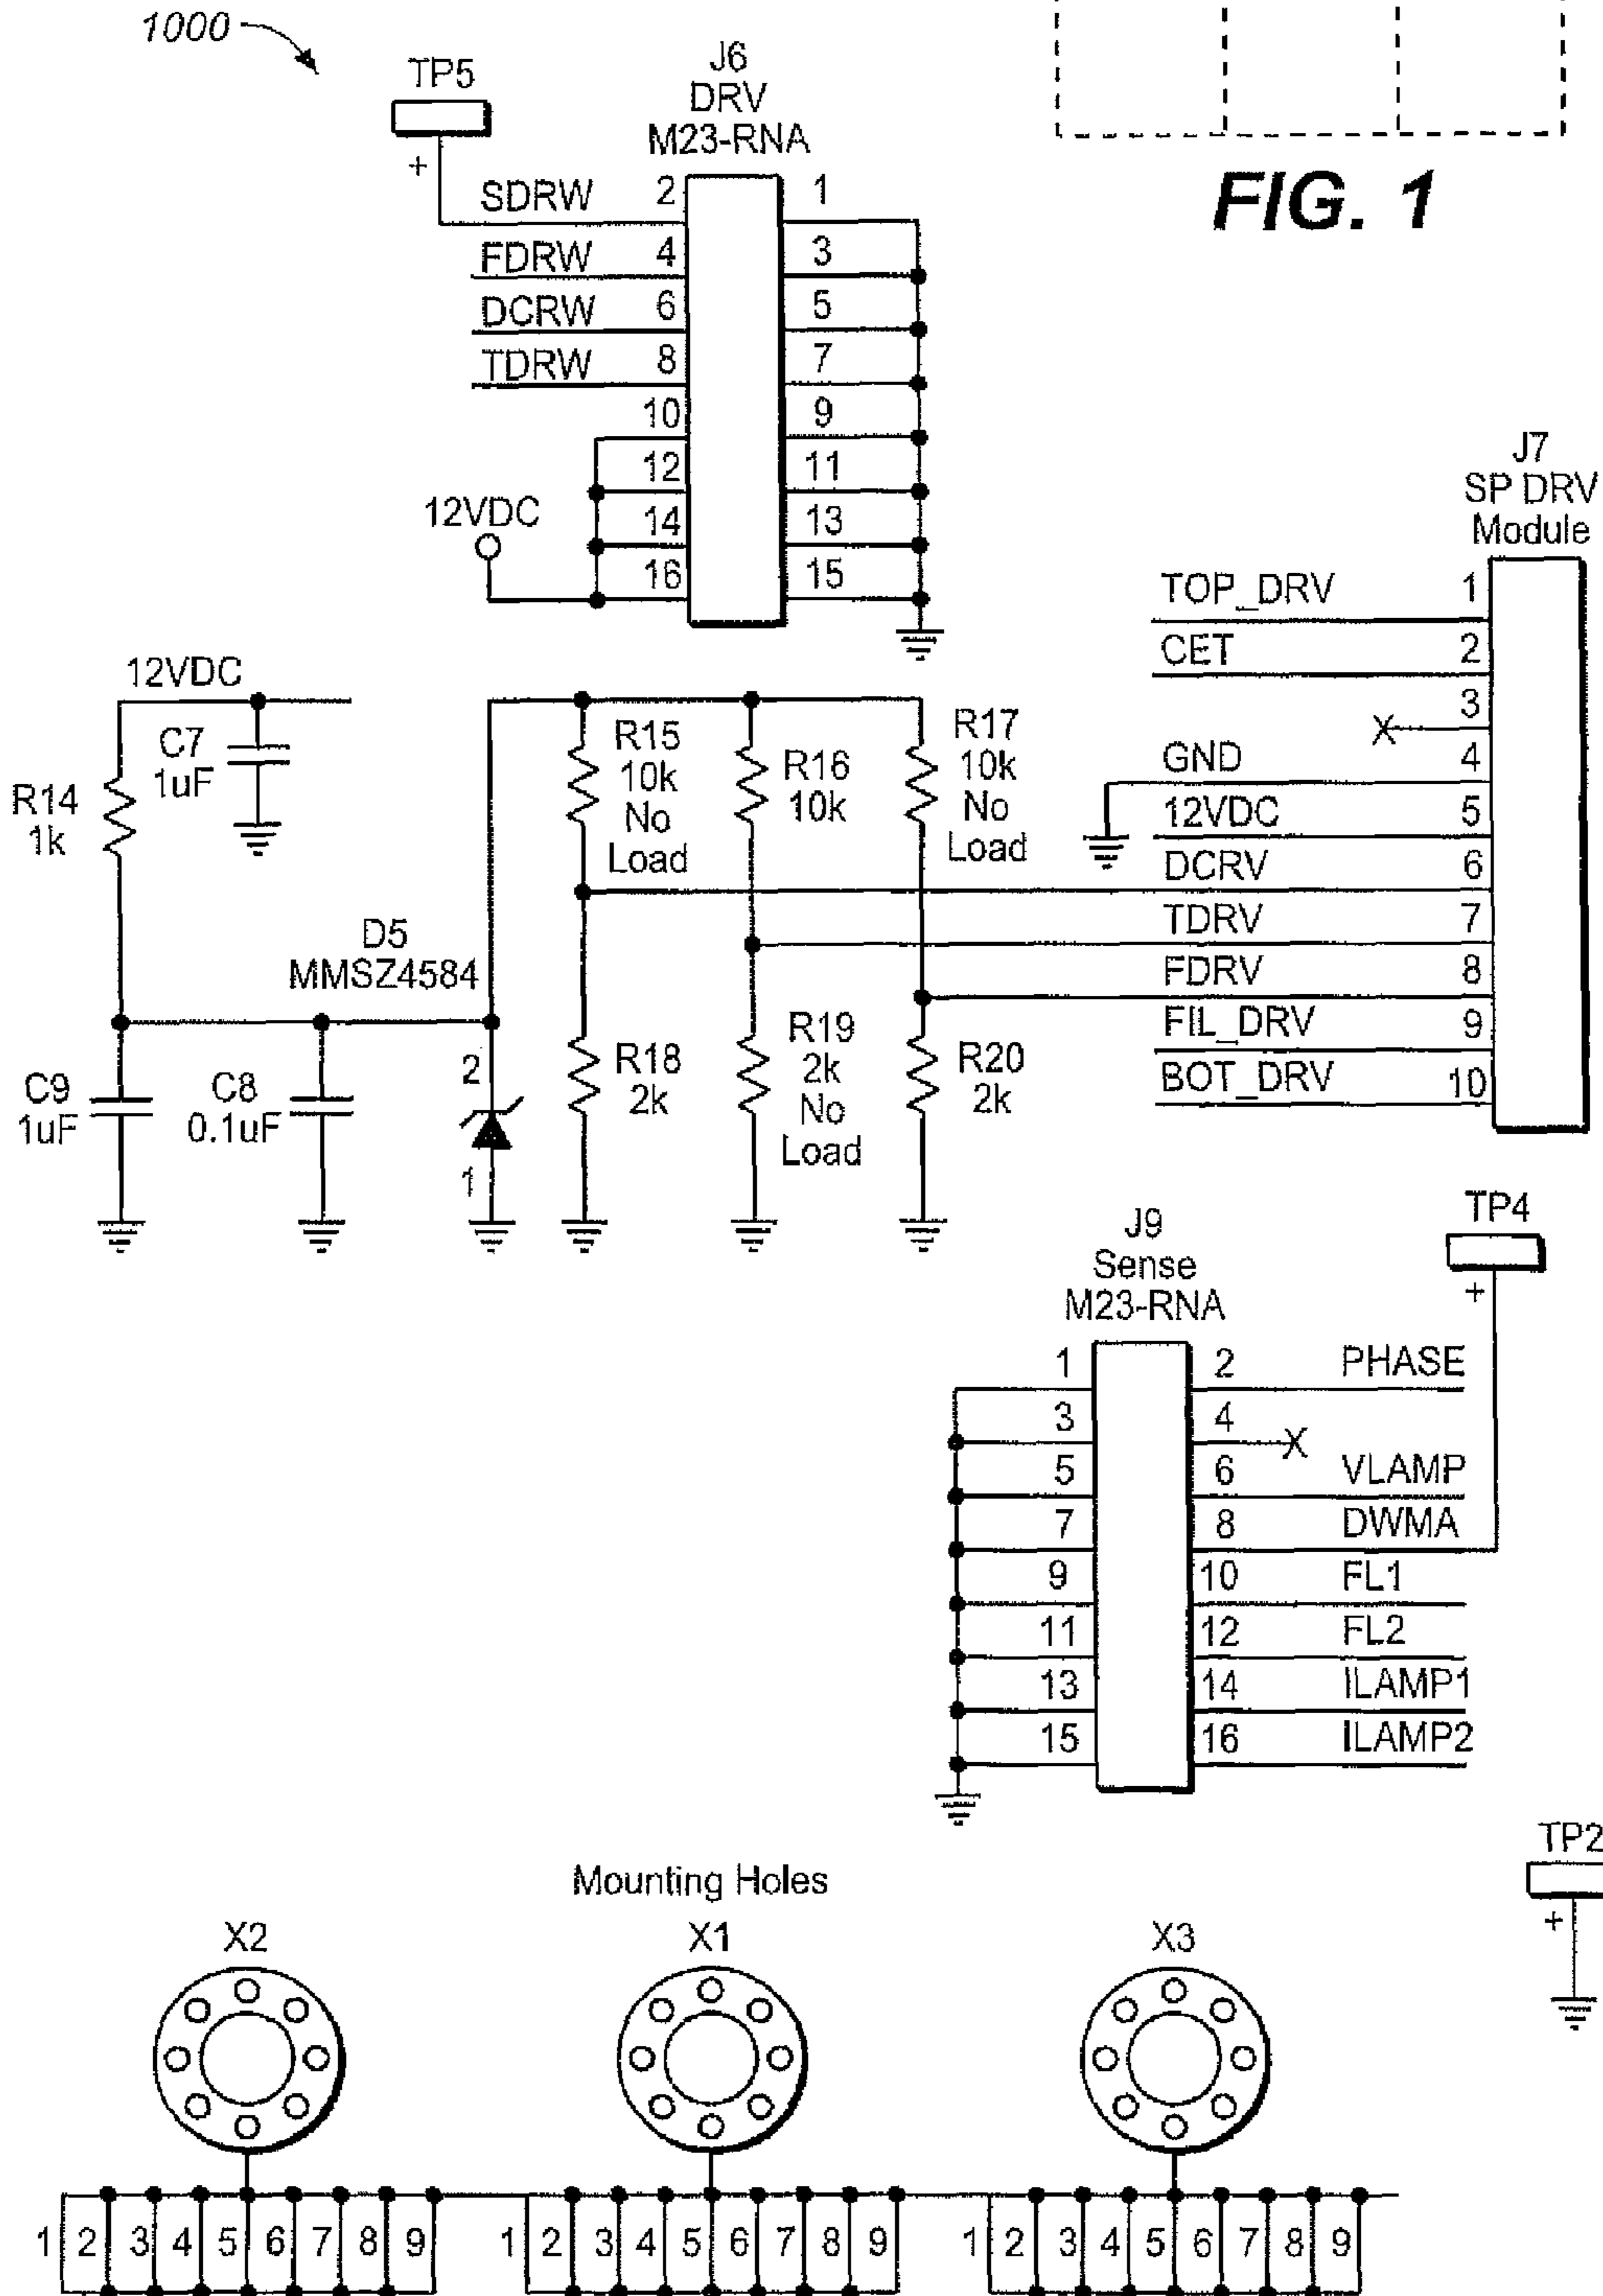 1000
TP5
+
J6
DRV
M23-RNA
FIG. 1
SDRW 2 1
FDRW 4 3
DCRW 6 5
TDRW 8 7
10 9
12 11
12VDC
14 13
16 15
J7
SP DRV
Module
TOP_DRV 1
CET 2
X 3
GND 4
12VDC 5
DCRV 6
TDRV 7
FDRV 8
FIL_DRV 9
BOT_DRV 10
12VDC
C7
1uF
R14
1k
R15
10k
No
Load
R16
10k
R17
10k
No
Load
D5
MMSZ4584
2
1
C9
1uF
C8
0.1uF
R18
2k
R19
2k
No
Load
R20
2k
J9
Sense
M23-RNA
TP4
+
1 2 PHASE
3 4 X
5 6 VLAMP
7 8 DWMA
9 10 FL1
11 12 FL2
13 14 ILAMP1
15 16 ILAMP2
TP2
+
Mounting Holes
X2 X1 X3
1 2 3 4 5 6 7 8 9 1 2 3 4 5 6 7 8 9 1 2 3 4 5 6 7 8 9